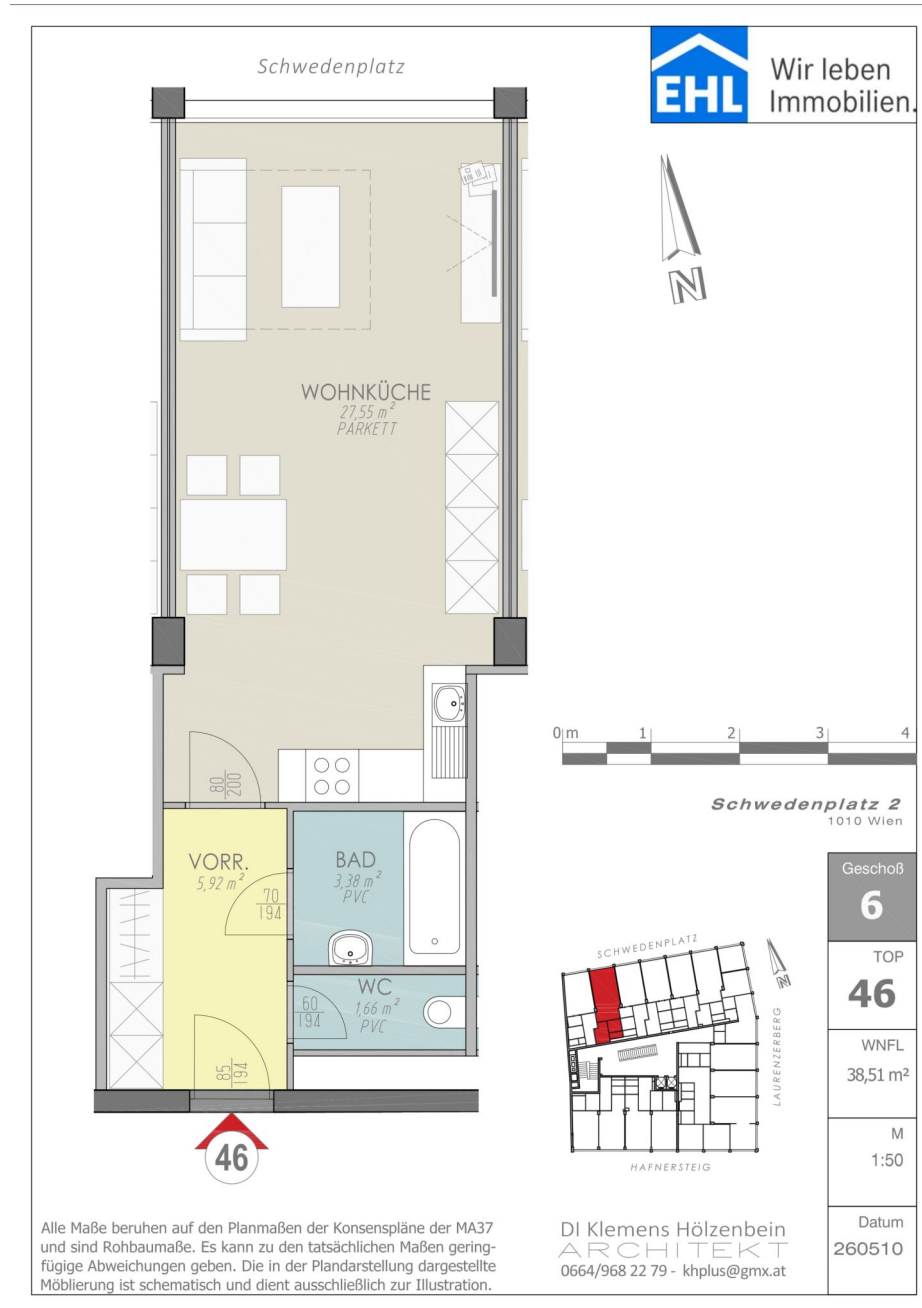 Schwedenplatz
EHL
Wir leben
Immobilien.
N
WOHNKÜCHE
27,55 m²
PARKETT
80
200
VORR.
5,92 m²
70
194
BAD
3,38 m²
PVC
WC
1,66 m²
PVC
60
194
85
194
46
0 m 1 2 3 4
Schwedenplatz 2
1010 Wien
Geschoß
6
TOP
46
WNFL
38,51 m²
M
1:50
Datum
260510
SCHWEDENPLATZ
N
LAURENZERBERG
HAFNERSTEIG
Alle Maße beruhen auf den Planmaßen der Konsenspläne der MA37
und sind Rohbaumaße. Es kann zu den tatsächlichen Maßen gering-
fügige Abweichungen geben. Die in der Plandarstellung dargestellte
Möblierung ist schematisch und dient ausschließlich zur Illustration.
DI Klemens Hölzenbein
ARCHITEKT
0664/968 22 79 - khplus@gmx.at